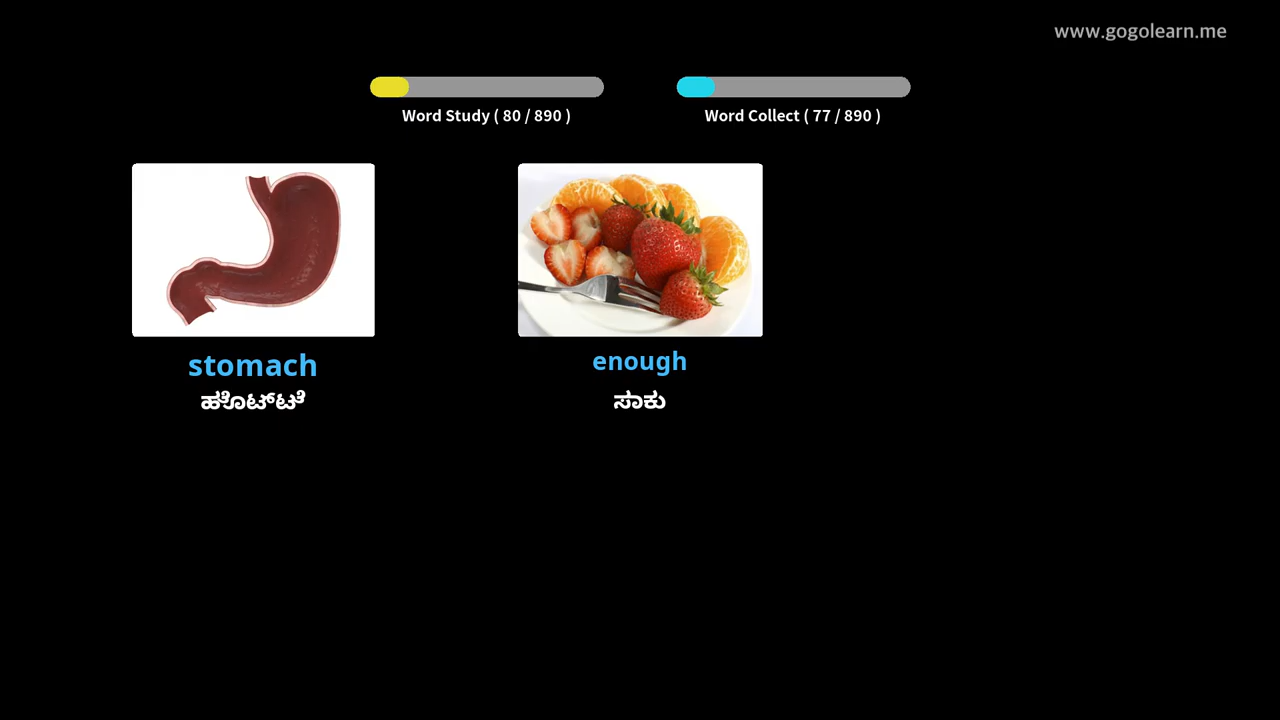 www.gogolearn.me
Word Study ( 80 / 890 )
Word Collect ( 77 / 890 )
stomach
ಹೊಟ್‌ಟೆ
enough
ಸಾಕು